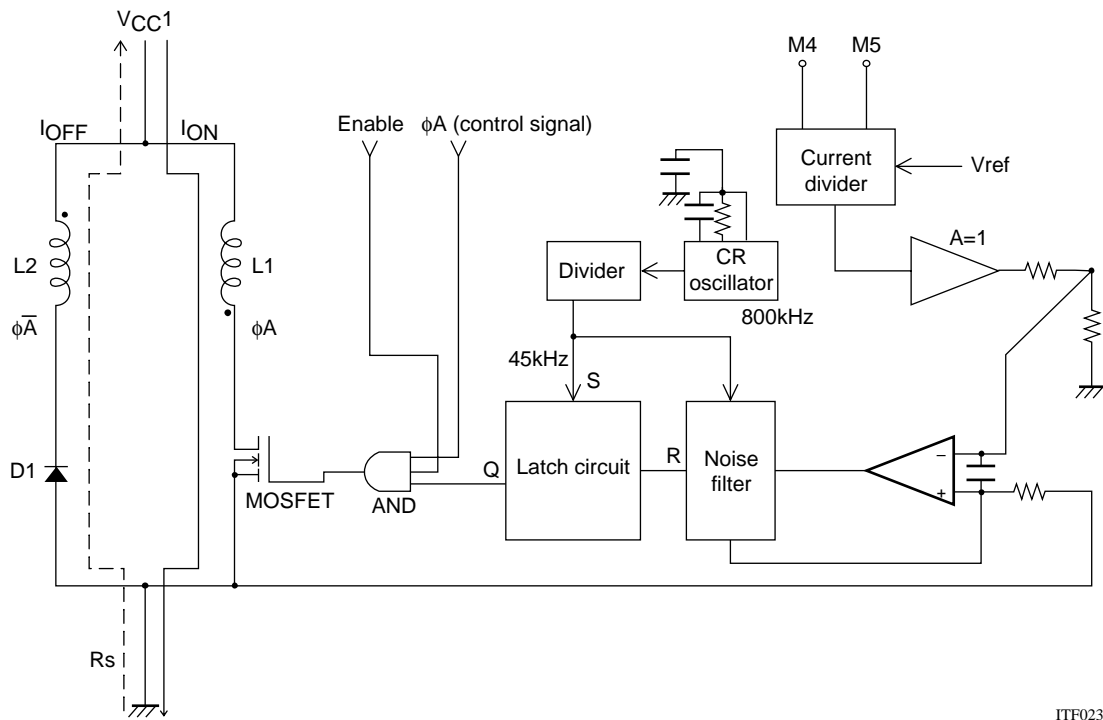 VCC1
M4 M5
IOFF ION
Enable ϕA (control signal)
Current divider
Vref
L2 L1
A=1
Divider
CR oscillator
800kHz
ϕA̅ ϕA
45kHz
S
D1
MOSFET
AND
Q
Latch circuit
R
Noise filter
−
+
Rs
ITF023